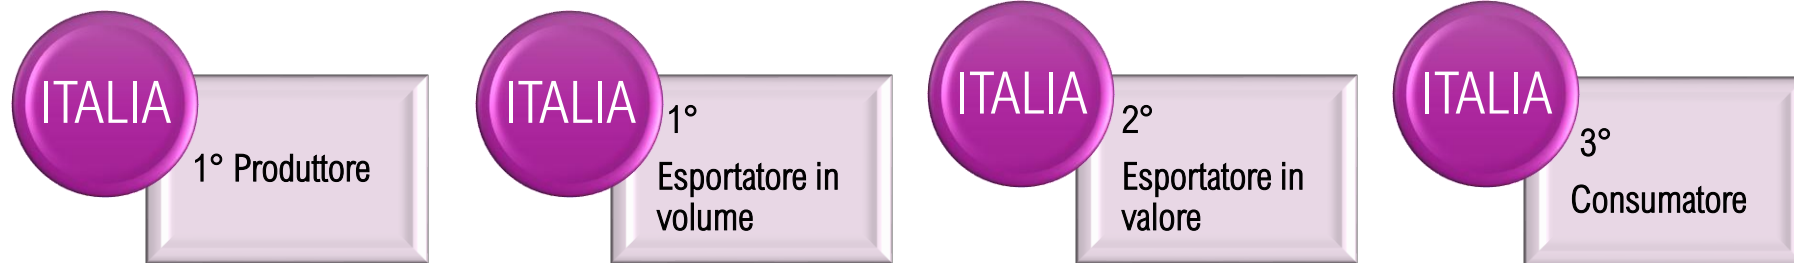 ITALIA
1° Produttore
ITALIA
1°
Esportatore in
volume
ITALIA
2°
Esportatore in
valore
ITALIA
3°
Consumatore